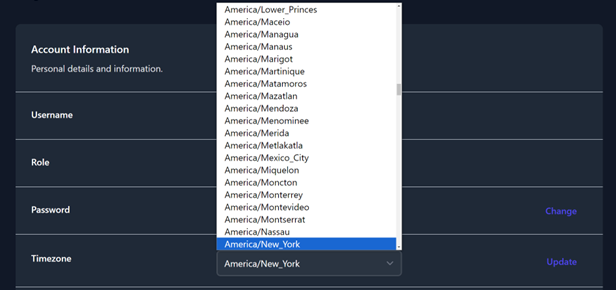 Account Information
Personal details and information.
Username
Role
Password
Change
Timezone
America/Lower_Princes
America/Maceio
America/Managua
America/Manaus
America/Marigot
America/Martinique
America/Matamoros
America/Mazatlan
America/Mendoza
America/Menominee
America/Merida
America/Metlakatla
America/Mexico_City
America/Miquelon
America/Moncton
America/Monterrey
America/Montevideo
America/Montserrat
America/Nassau
America/New_York
America/New_York
Update